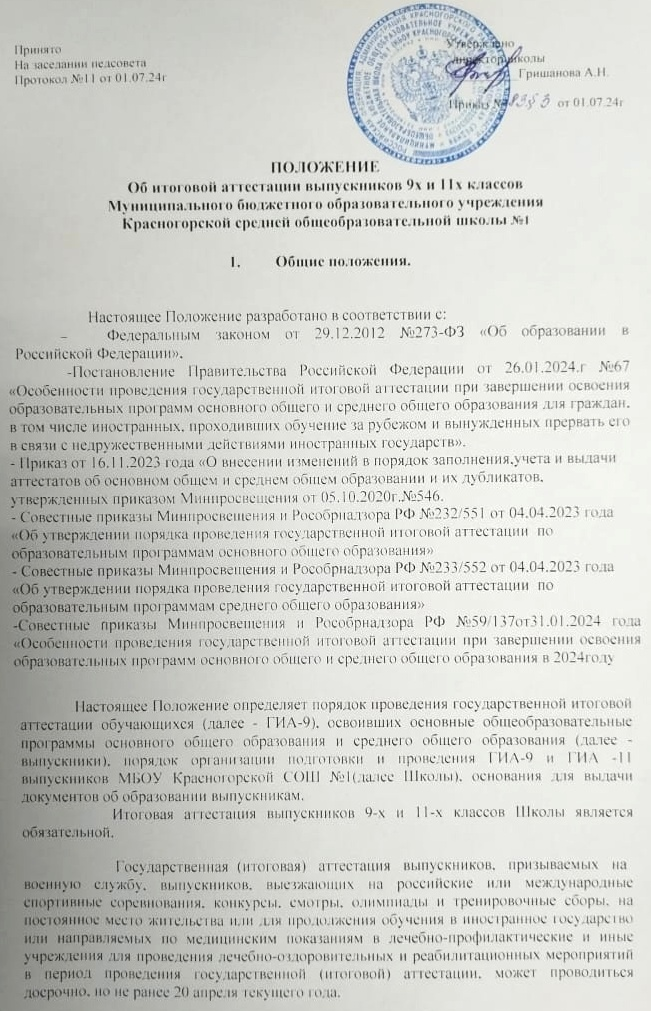 Принято
На заседании педсовета
Протокол №11 от 01.07.24г
Утверждено
Директор школы
Гришанова А.Н.
Приказ № 83§3 от 01.07.24г
ПОЛОЖЕНИЕ
Об итоговой аттестации выпускников 9х и 11х классов
Муниципального бюджетного образовательного учреждения
Красногорской средней общеобразовательной школы №1
1. Общие положения.
Настоящее Положение разработано в соответствии с:
– Федеральным законом от 29.12.2012 №273-ФЗ «Об образовании в
Российской Федерации».
-Постановление Правительства Российской Федерации от 26.01.2024.г №67
«Особенности проведения государственной итоговой аттестации при завершении освоения
образовательных программ основного общего и среднего общего образования для граждан,
в том числе иностранных, проходивших обучение за рубежом и вынужденных прервать его
в связи с недружественными действиями иностранных государств».
- Приказ от 16.11.2023 года «О внесении изменений в порядок заполнения,учета и выдачи
аттестатов об основном общем и среднем общем образовании и их дубликатов,
утвержденных приказом Минпросвещения от 05.10.2020г.№546.
- Совестные приказы Минпросвещения и Рособрнадзора РФ №232/551 от 04.04.2023 года
«Об утверждении порядка проведения государственной итоговой аттестации по
образовательным программам основного общего образования»
- Совестные приказы Минпросвещения и Рособрнадзора РФ №233/552 от 04.04.2023 года
«Об утверждении порядка проведения государственной итоговой аттестации по
образовательным программам среднего общего образования»
-Совестные приказы Минпросвещения и Рособрнадзора РФ №59/137от31.01.2024 года
«Особенности проведения государственной итоговой аттестации при завершении освоения
образовательных программ основного общего и среднего общего образования в 2024году
Настоящее Положение определяет порядок проведения государственной итоговой
аттестации обучающихся (далее - ГИА-9), освоивших основные общеобразовательные
программы основного общего образования и среднего общего образования (далее -
выпускники), порядок организации подготовки и проведения ГИА-9 и ГИА -11
выпускников МБОУ Красногорской СОШ №1(далее Школы), основания для выдачи
документов об образовании выпускникам.
Итоговая аттестация выпускников 9-х и 11-х классов Школы является
обязательной.
Государственная (итоговая) аттестация выпускников, призываемых на
военную службу, выпускников, выезжающих на российские или международные
спортивные соревнования, конкурсы, смотры, олимпиады и тренировочные сборы, на
постоянное место жительства или для продолжения обучения в иностранное государство
или направляемых по медицинским показаниям в лечебно-профилактические и иные
учреждения для проведения лечебно-оздоровительных и реабилитационных мероприятий
в период проведения государственной (итоговой) аттестации, может проводиться
досрочно, но не ранее 20 апреля текущего года.